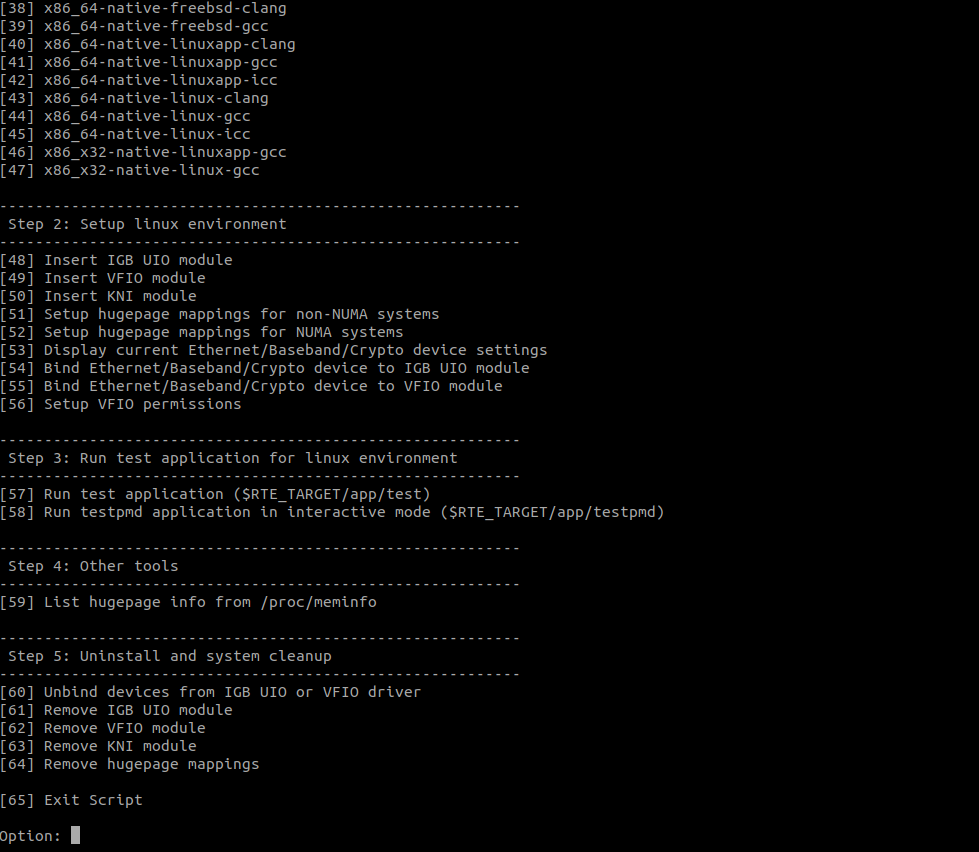 [38] x86_64-native-freebsd-clang
[39] x86_64-native-freebsd-gcc
[40] x86_64-native-linuxapp-clang
[41] x86_64-native-linuxapp-gcc
[42] x86_64-native-linuxapp-icc
[43] x86_64-native-linux-clang
[44] x86_64-native-linux-gcc
[45] x86_64-native-linux-icc
[46] x86_x32-native-linuxapp-gcc
[47] x86_x32-native-linux-gcc
----------------------------------------------------------
Step 2: Setup linux environment
----------------------------------------------------------
[48] Insert IGB UIO module
[49] Insert VFIO module
[50] Insert KNI module
[51] Setup hugepage mappings for non-NUMA systems
[52] Setup hugepage mappings for NUMA systems
[53] Display current Ethernet/Baseband/Crypto device settings
[54] Bind Ethernet/Baseband/Crypto device to IGB UIO module
[55] Bind Ethernet/Baseband/Crypto device to VFIO module
[56] Setup VFIO permissions
----------------------------------------------------------
Step 3: Run test application for linux environment
----------------------------------------------------------
[57] Run test application ($RTE_TARGET/app/test)
[58] Run testpmd application in interactive mode ($RTE_TARGET/app/testpmd)
----------------------------------------------------------
Step 4: Other tools
----------------------------------------------------------
[59] List hugepage info from /proc/meminfo
----------------------------------------------------------
Step 5: Uninstall and system cleanup
----------------------------------------------------------
[60] Unbind devices from IGB UIO or VFIO driver
[61] Remove IGB UIO module
[62] Remove VFIO module
[63] Remove KNI module
[64] Remove hugepage mappings
[65] Exit Script
Option: